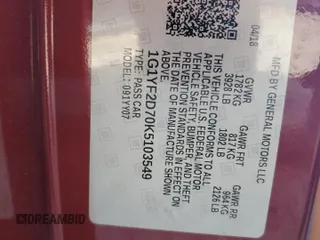 MFD BY GENERAL MOTORS LLC
04/18
GVWR
1782 KG
3928 LB
GAWR FRT
817 KG
1802 LB
GAWR RR
964 KG
2126 LB
THIS VEHICLE CONFORMS TO ALL
APPLICABLE U.S. FEDERAL MOTOR
VEHICLE SAFETY, BUMPER, AND THEFT
PREVENTION STANDARDS IN EFFECT ON
THE DATE OF MANUFACTURE SHOWN
ABOVE.
1G1YF2D70K5103549
TYPE: PASS CAR
MODEL: 091YY07
DREAMBID